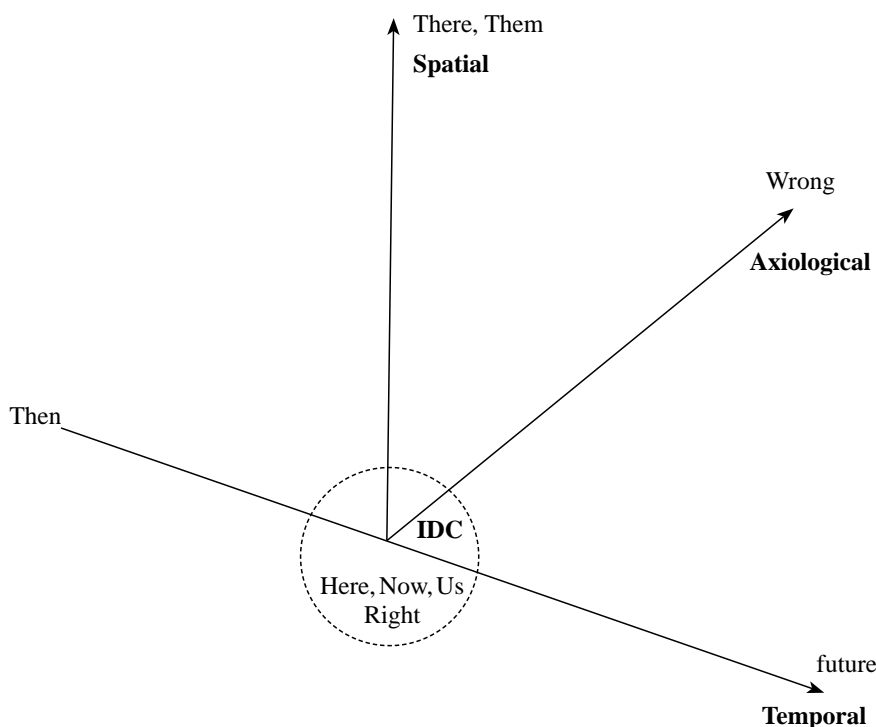 There, Them
Spatial
Wrong
Axiological
Then
IDC
Here, Now, Us
Right
future
Temporal